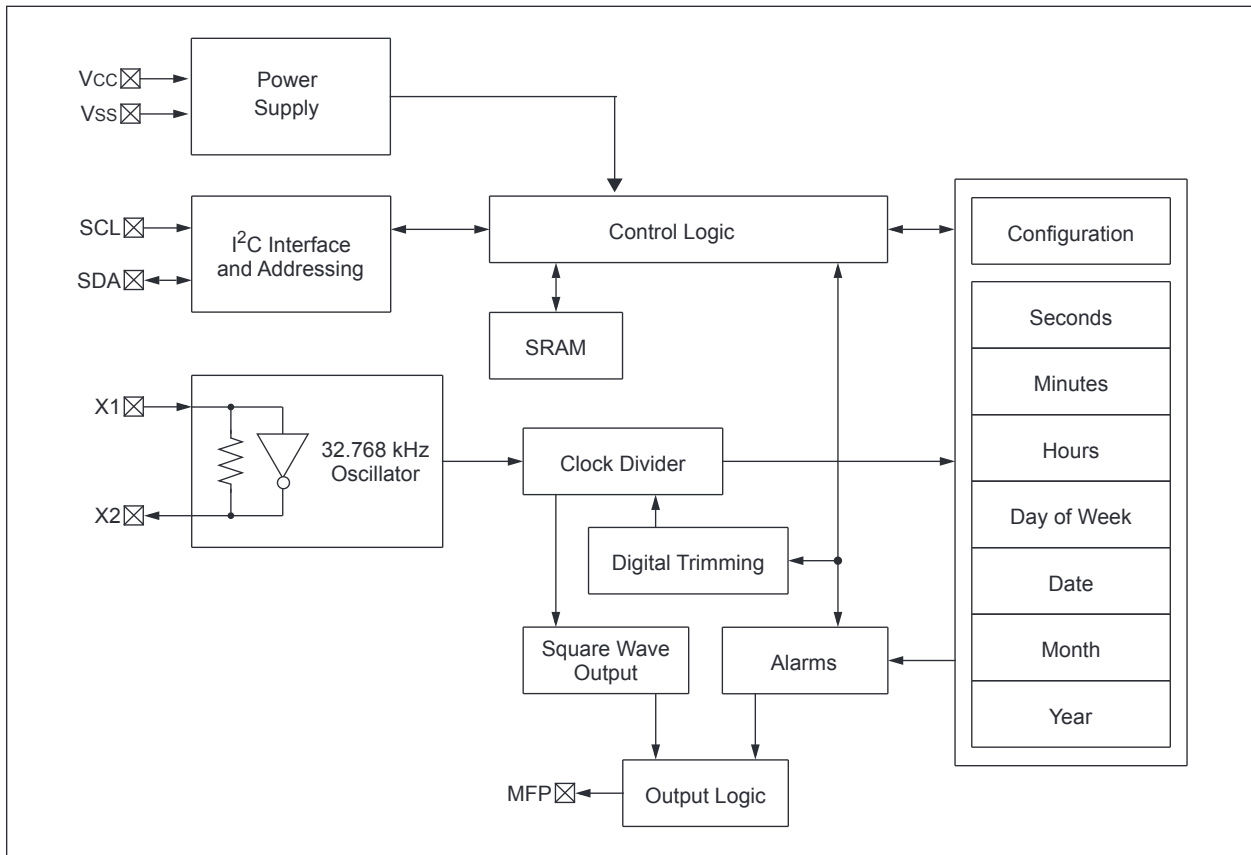 VCC
VSS
Power
Supply
SCL
SDA
I²C Interface
and Addressing
Control Logic
SRAM
X1
X2
32.768 kHz
Oscillator
Clock Divider
Digital Trimming
Square Wave
Output
Alarms
MFP
Output Logic
Configuration
Seconds
Minutes
Hours
Day of Week
Date
Month
Year